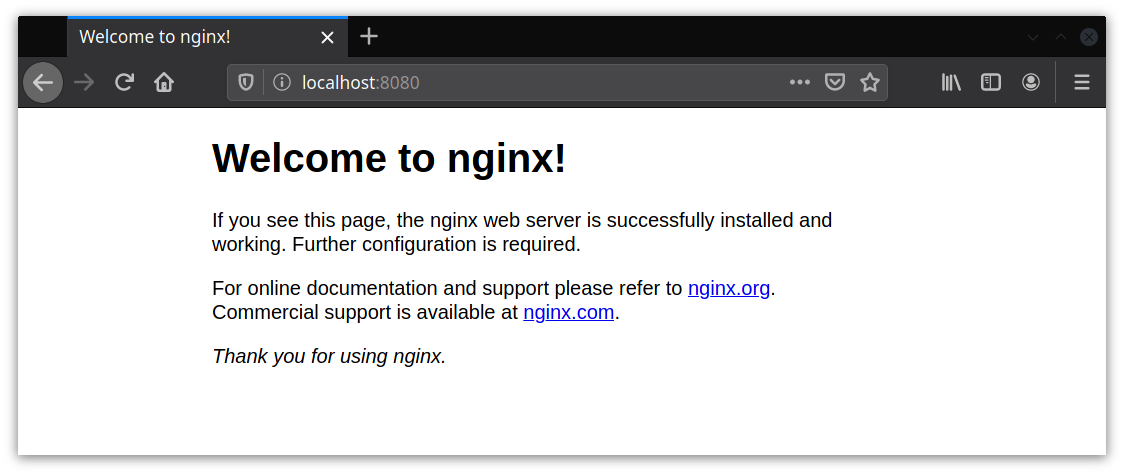 Welcome to nginx!
localhost:8080
Welcome to nginx!
If you see this page, the nginx web server is successfully installed and
working. Further configuration is required.
For online documentation and support please refer to nginx.org.
Commercial support is available at nginx.com.
Thank you for using nginx.